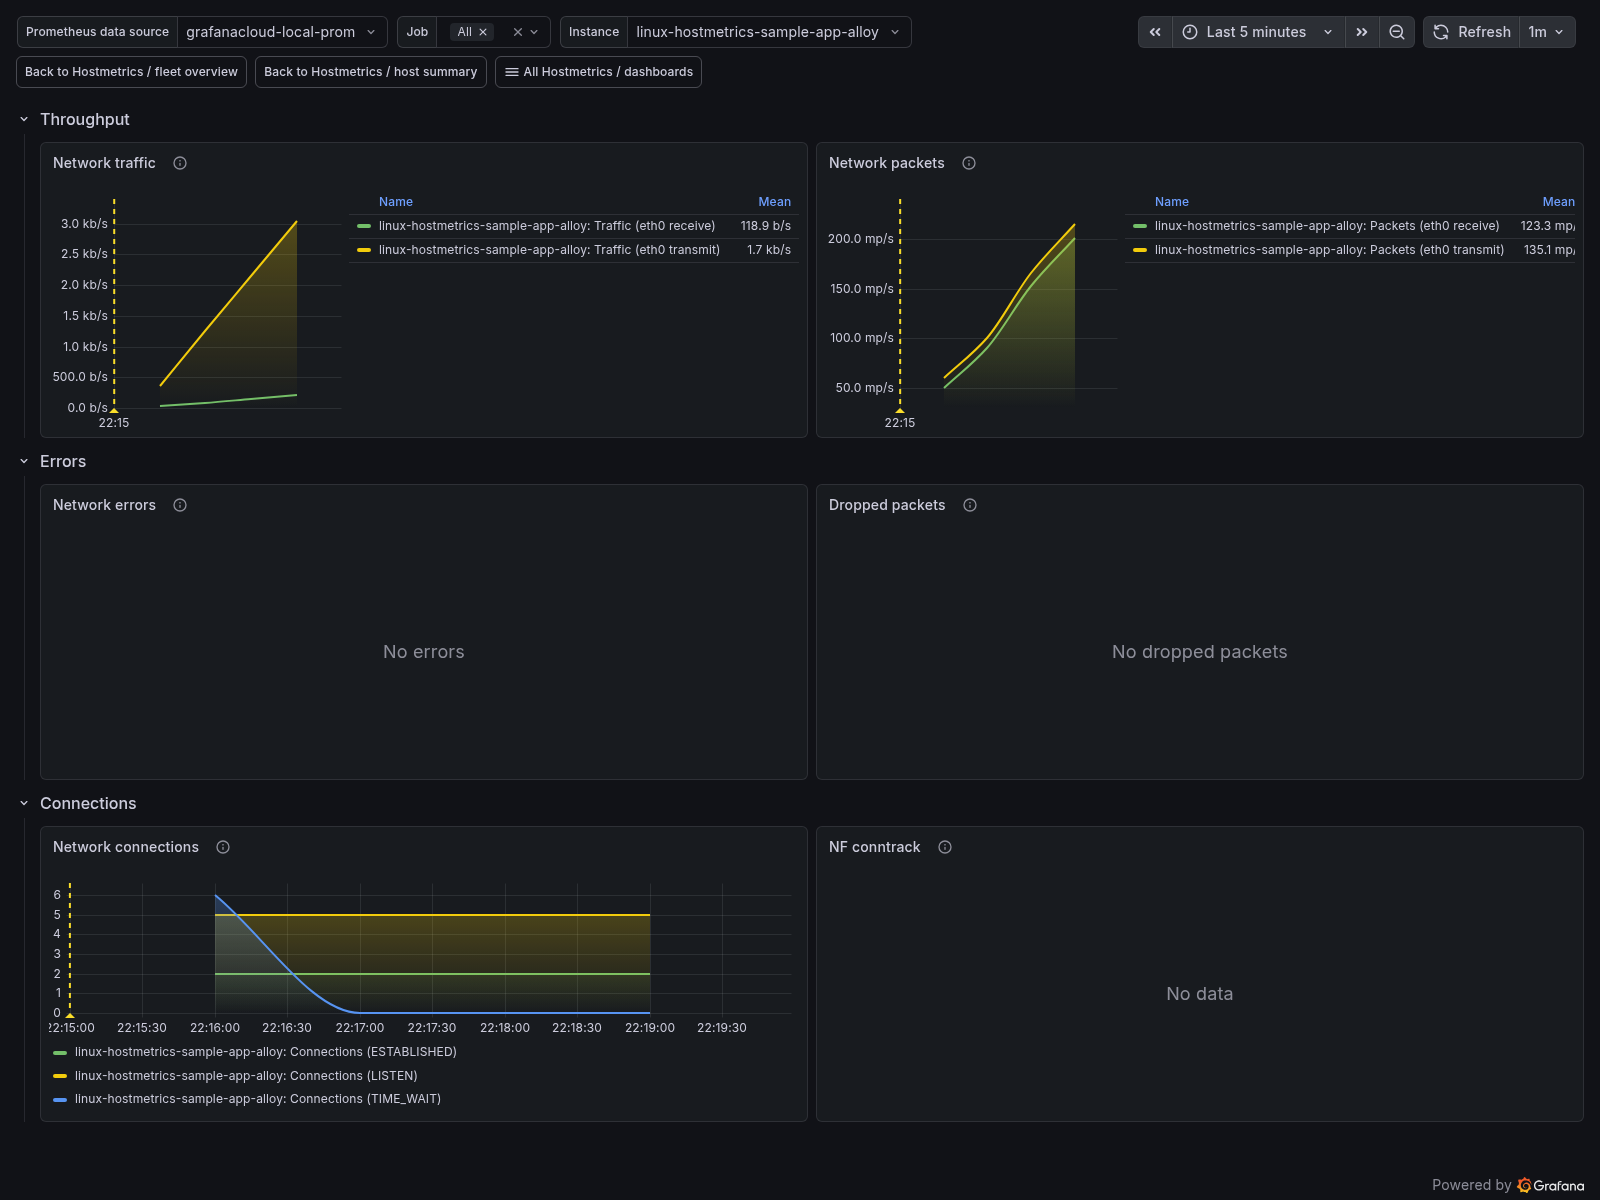 Prometheus data source grafanacloud-local-prom Job All Instance linux-hostmetrics-sample-app-alloy Last 5 minutes Refresh 1m
Back to Hostmetrics / fleet overview Back to Hostmetrics / host summary All Hostmetrics / dashboards
Throughput
Network traffic
3.0 kb/s
2.5 kb/s
2.0 kb/s
1.5 kb/s
1.0 kb/s
500.0 b/s
0.0 b/s
22:15
Name Mean
linux-hostmetrics-sample-app-alloy: Traffic (eth0 receive) 118.9 b/s
linux-hostmetrics-sample-app-alloy: Traffic (eth0 transmit) 1.7 kb/s
Network packets
200.0 mp/s
150.0 mp/s
100.0 mp/s
50.0 mp/s
22:15
Name Mean
linux-hostmetrics-sample-app-alloy: Packets (eth0 receive) 123.3 mp/
linux-hostmetrics-sample-app-alloy: Packets (eth0 transmit) 135.1 mp/
Errors
Network errors
No errors
Dropped packets
No dropped packets
Connections
Network connections
6
5
4
3
2
1
0
22:15:00 22:15:30 22:16:00 22:16:30 22:17:00 22:17:30 22:18:00 22:18:30 22:19:00 22:19:30
linux-hostmetrics-sample-app-alloy: Connections (ESTABLISHED)
linux-hostmetrics-sample-app-alloy: Connections (LISTEN)
linux-hostmetrics-sample-app-alloy: Connections (TIME_WAIT)
NF conntrack
No data
Powered by Grafana